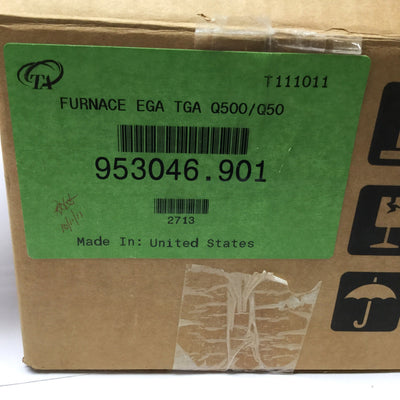 TA
T111011
FURNACE EGA TGA Q500/Q50
953046.901
2713
Made In: United States